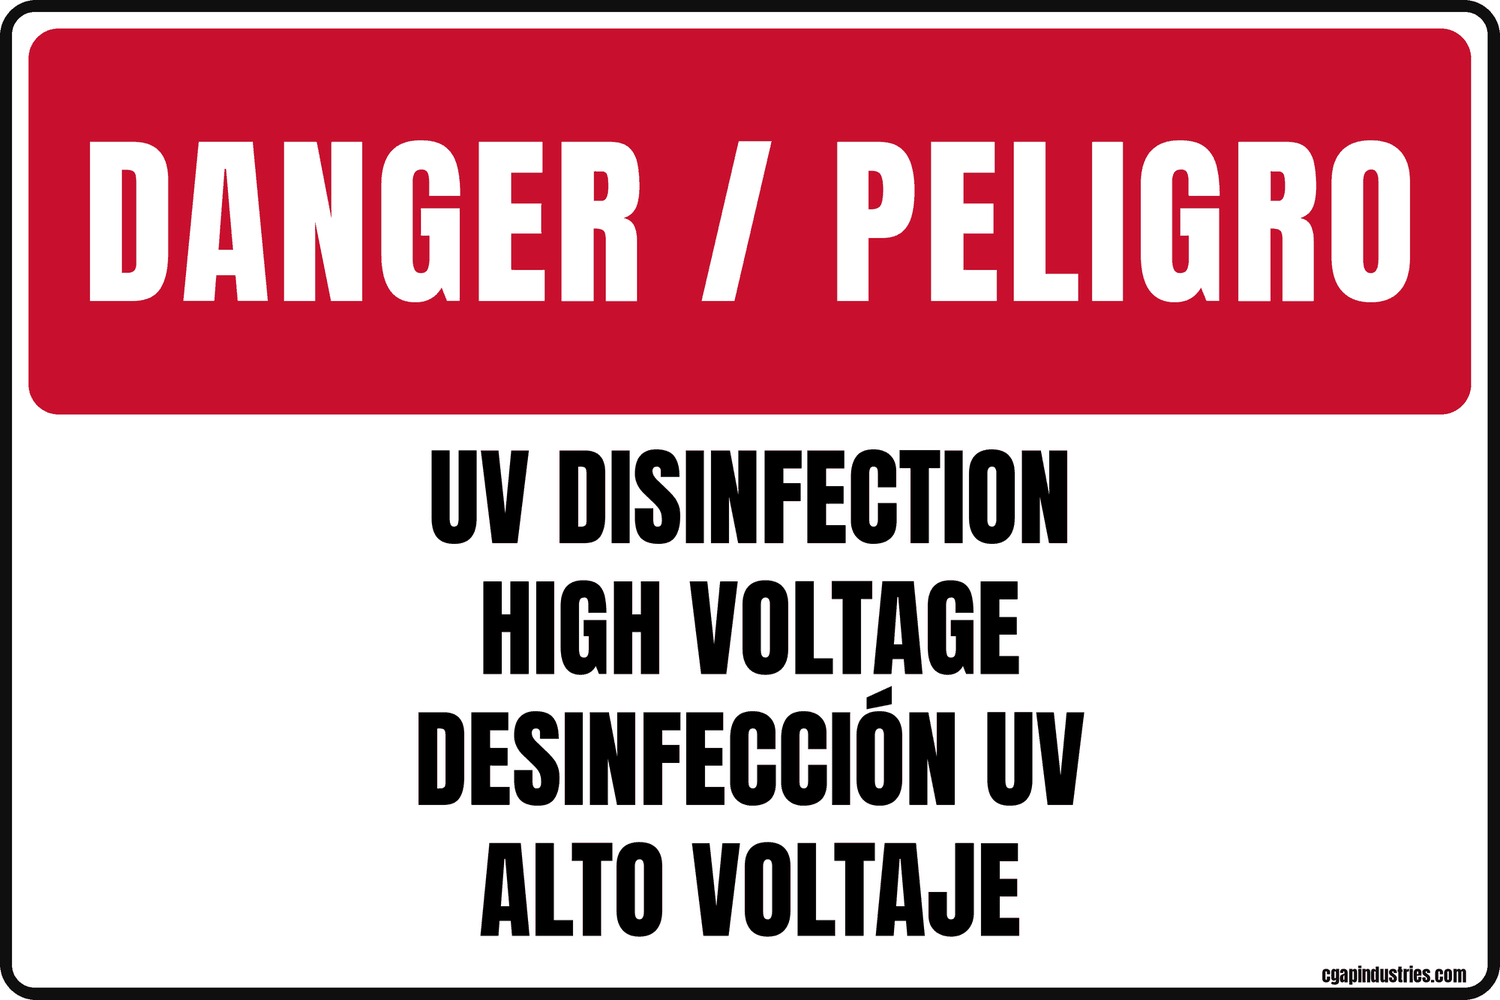 DANGER / PELIGRO
UV DISINFECTION
HIGH VOLTAGE
DESINFECCIÓN UV
ALTO VOLTAJE
cgapindustries.com